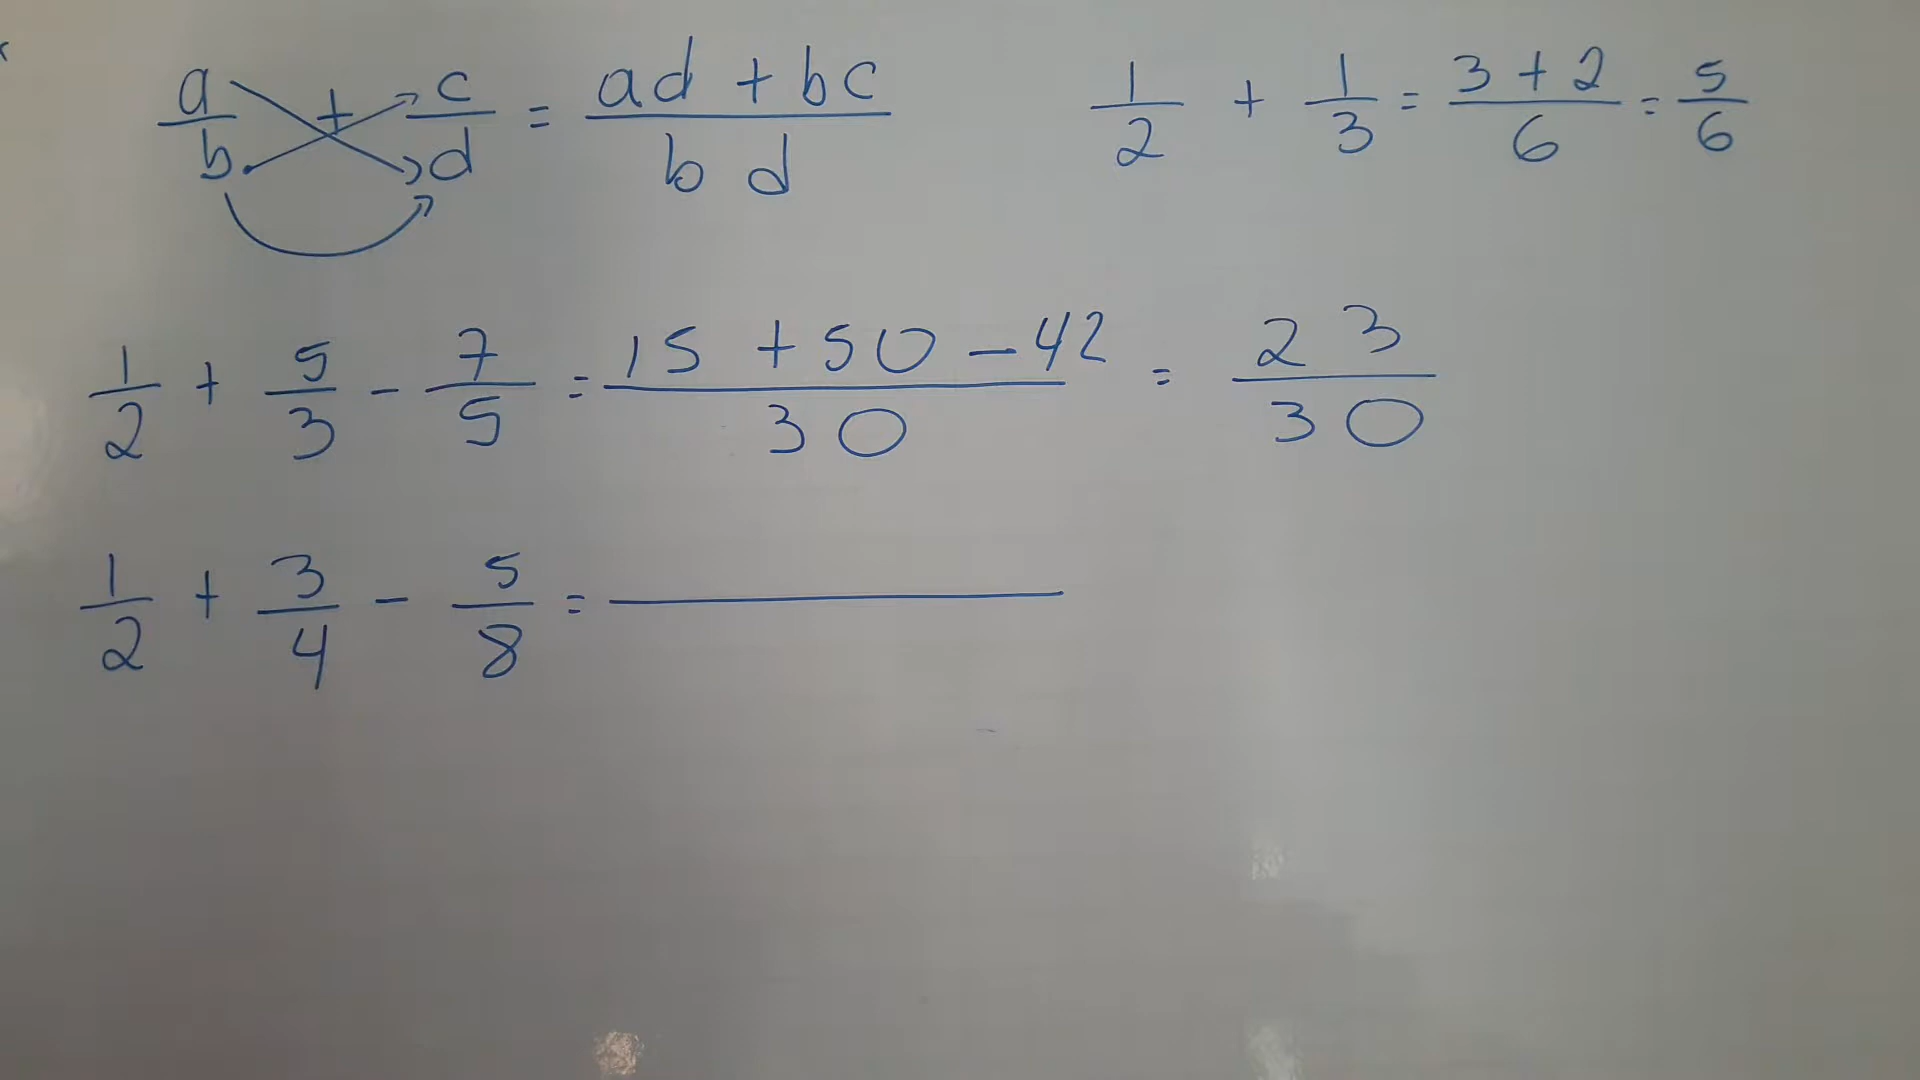 a/b + c/d = (ad + bc)/(b d)
1/2 + 1/3 = (3 + 2)/6 = 5/6
1/2 + 5/3 - 7/5 = (15 + 50 - 42)/30 = 23/30
1/2 + 3/4 - 5/8 =